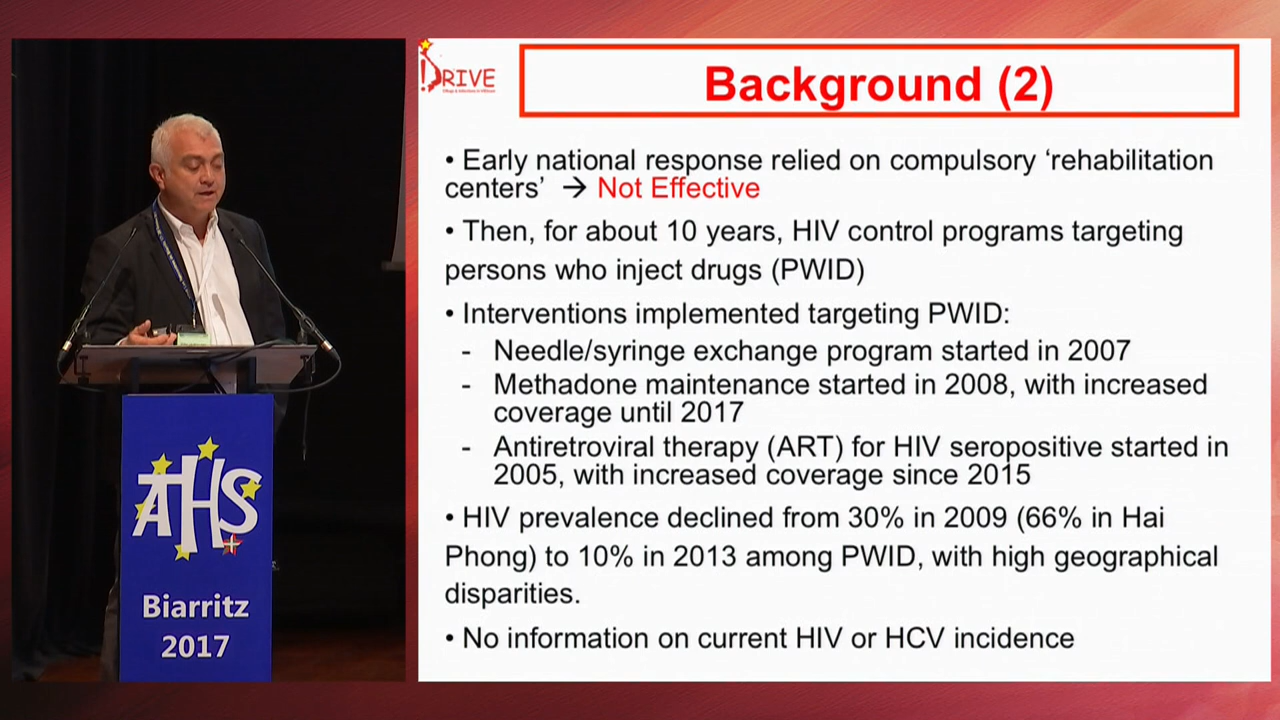 DRIVE
Background (2)
• Early national response relied on compulsory ‘rehabilitation
centers’ → Not Effective
• Then, for about 10 years, HIV control programs targeting
persons who inject drugs (PWID)
• Interventions implemented targeting PWID:
- Needle/syringe exchange program started in 2007
- Methadone maintenance started in 2008, with increased
coverage until 2017
- Antiretroviral therapy (ART) for HIV seropositive started in
2005, with increased coverage since 2015
• HIV prevalence declined from 30% in 2009 (66% in Hai
Phong) to 10% in 2013 among PWID, with high geographical
disparities.
• No information on current HIV or HCV incidence
ATHS
Biarritz
2017